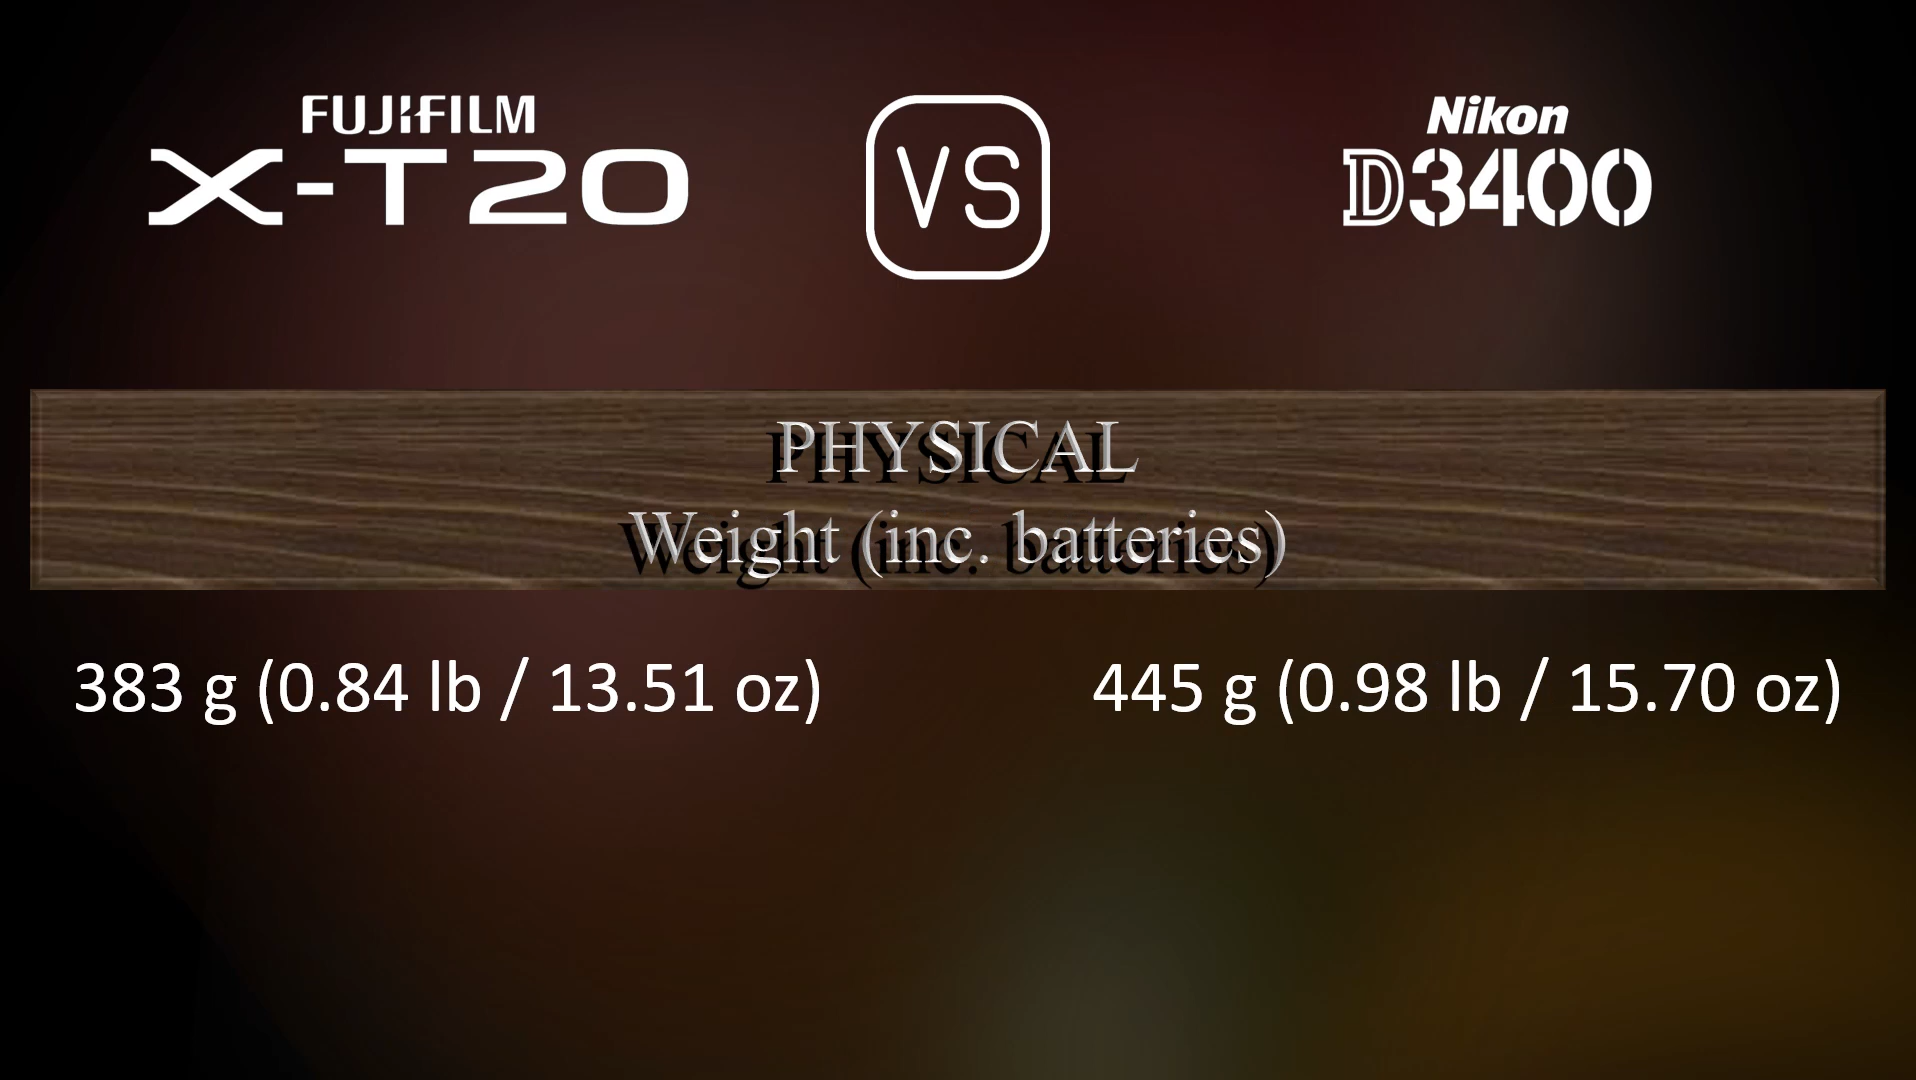 FUJIFILM
X-T20
VS
Nikon
D3400
PHYSICAL
Weight (inc. batteries)
383 g (0.84 lb / 13.51 oz)
445 g (0.98 lb / 15.70 oz)